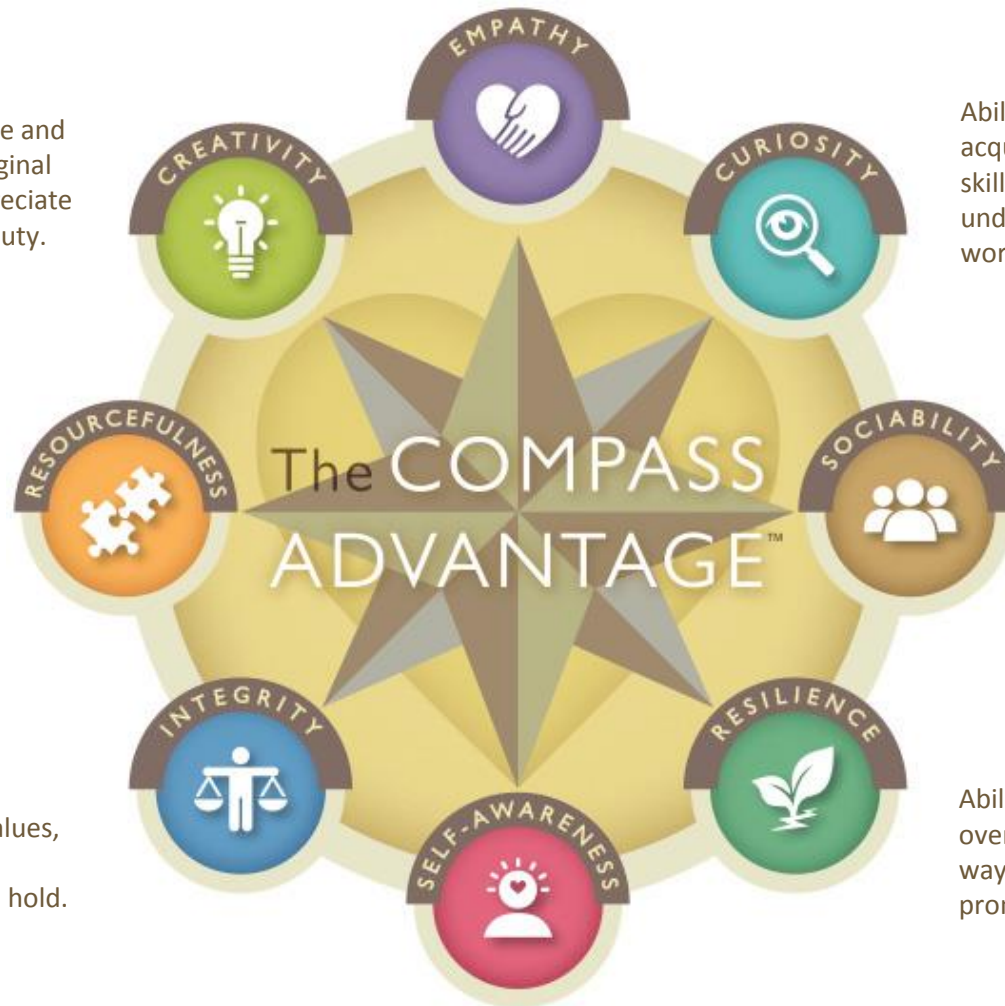 EMPATHY
CREATIVITY
CURIOSITY
e and
ginal
eciate
uty.
Abil
acqu
skill
und
wor
RESOURCEFULNESS
SOCIABILITY
The COMPASS
ADVANTAGE™
INTEGRITY
RESILIENCE
SELF-AWARENESS
alues,
hold.
Abil
over
way
pro